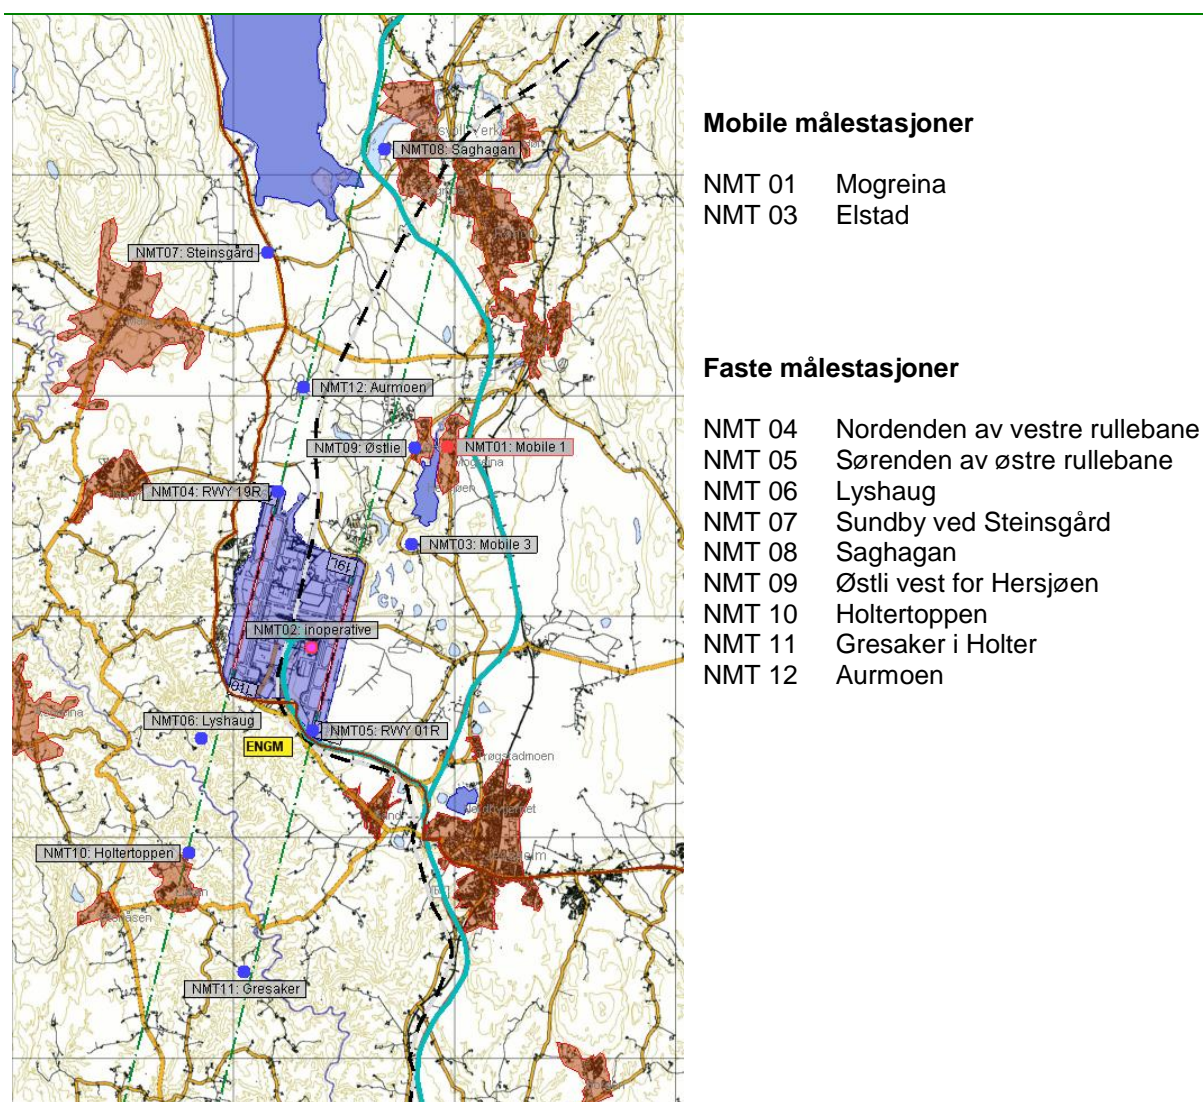 Mobile målestasjoner
NMT 01 Mogreina
NMT 03 Elstad
Faste målestasjoner
NMT 04 Nordenden av vestre rullebane
NMT 05 Sørenden av østre rullebane
NMT 06 Lyshaug
NMT 07 Sundby ved Steinsgård
NMT 08 Saghagan
NMT 09 Østli vest for Hersjøen
NMT 10 Holtertoppen
NMT 11 Gresaker i Holter
NMT 12 Aurmoen
NMT08: Saghagan
NMT07: Steinsgård
NMT12: Aurmoen
NMT09: Østlie
NMT01: Mobile 1
Mogreina
NMT04: RWY 19R
NMT03: Mobile 3
19L
NMT02: inoperative
NMT06: Lyshaug
NMT05: RWY 01R
ENGM
NMT10: Holtertoppen
NMT11: Gresaker